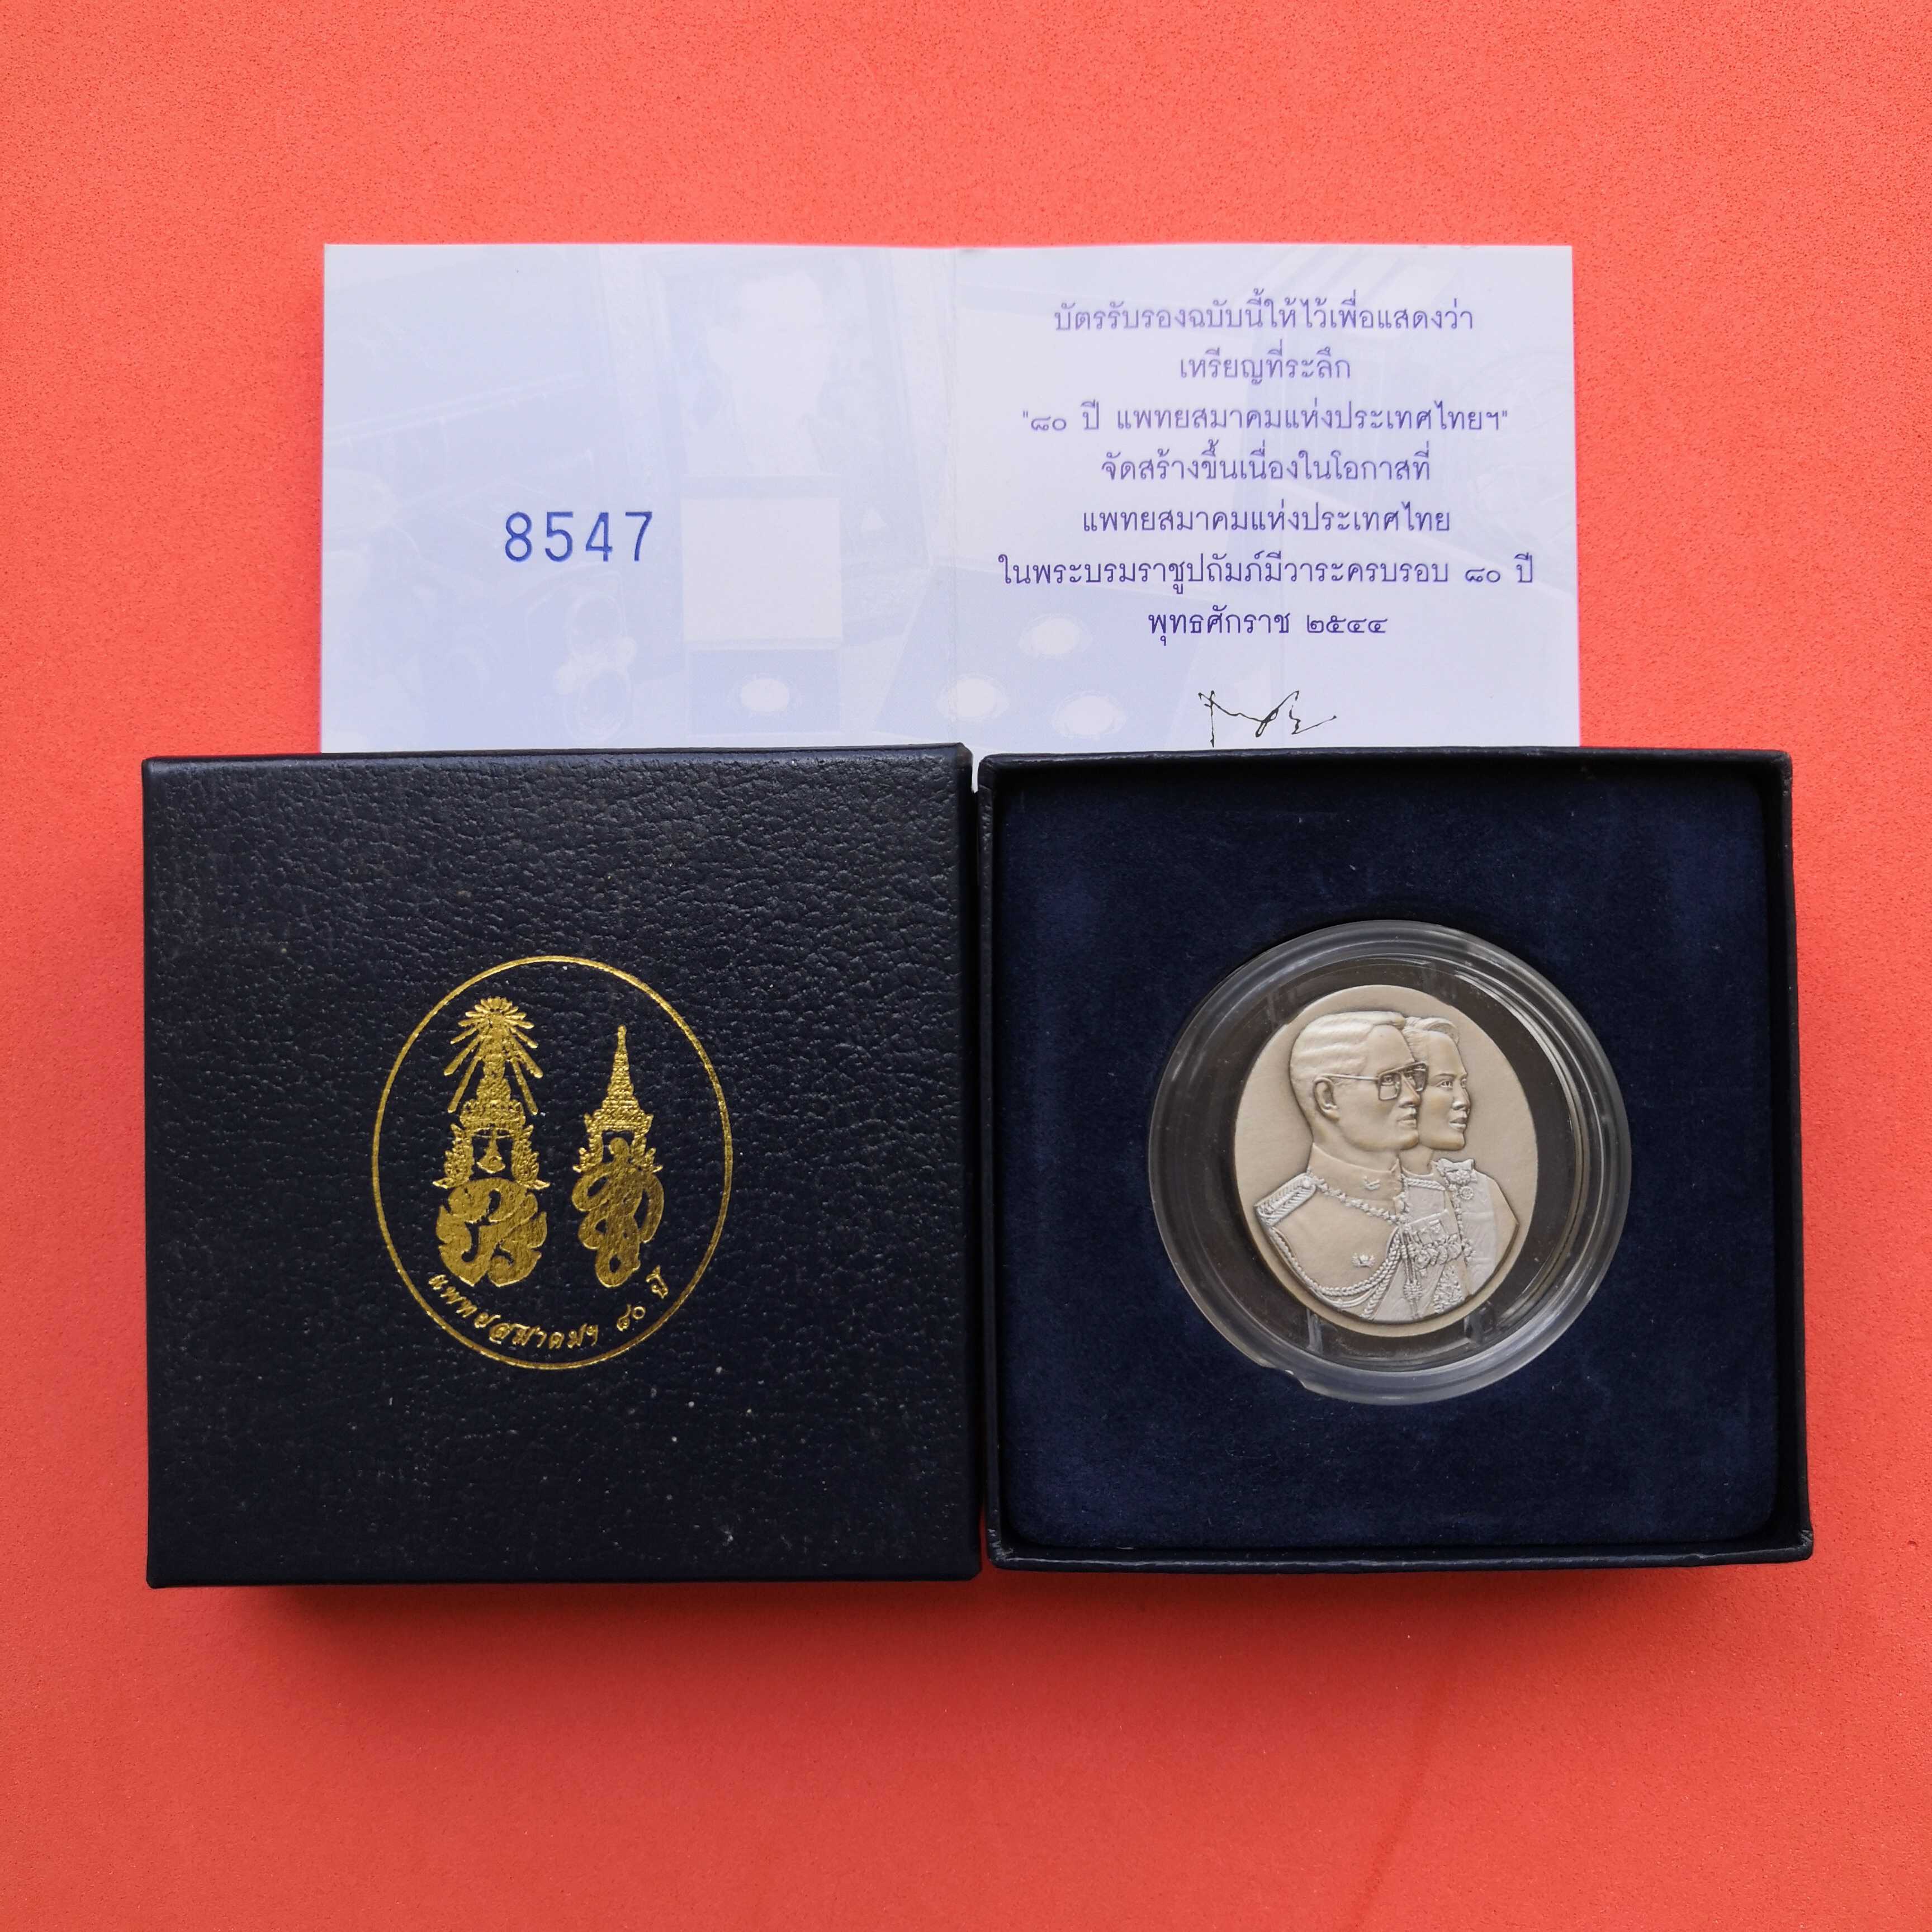 บัตรรับรองฉบับนี้ให้ไว้เพื่อแสดงว่า
เหรียญที่ระลึก
"๘๐ ปี แพทยสมาคมแห่งประเทศไทยฯ"
จัดสร้างขึ้นเนื่องในโอกาสที่
แพทยสมาคมแห่งประเทศไทย
ในพระบรมราชูปถัมภ์มีวาระครบรอบ ๘๐ ปี
พุทธศักราช ๒๕๔๔
8547
แพทยสมาคมฯ ๘๐ ปี